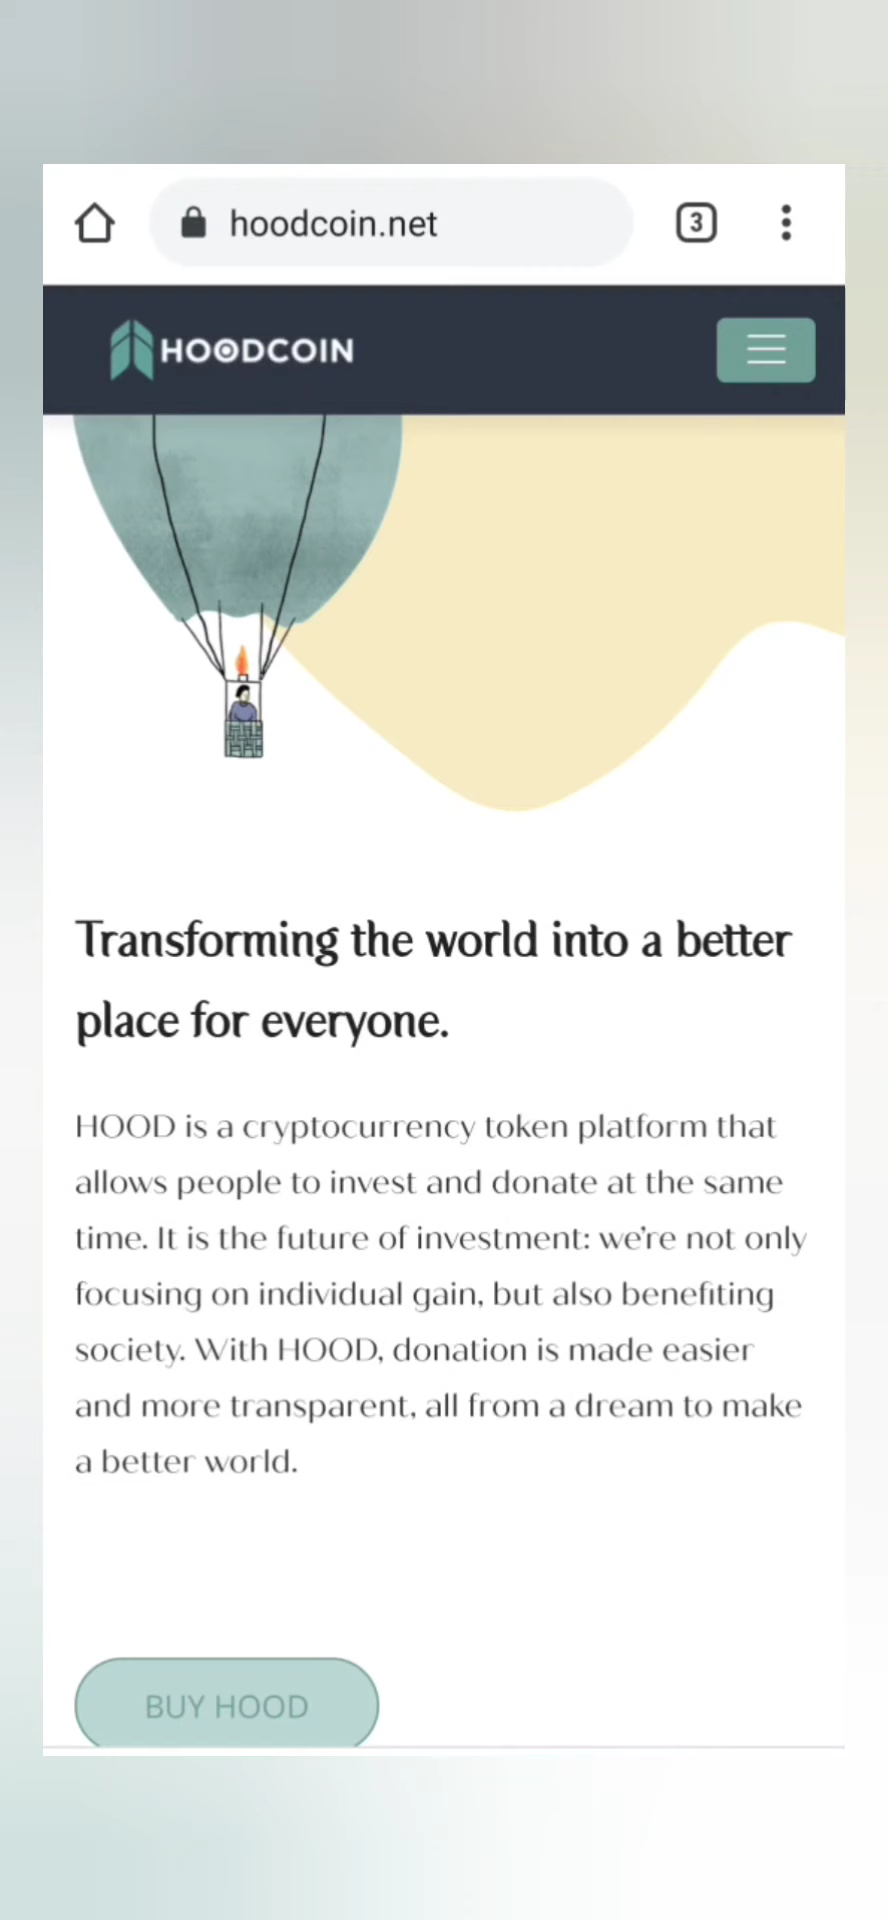 hoodcoin.net
3
HOODCOIN
Transforming the world into a better
place for everyone.
HOOD is a cryptocurrency token platform that
allows people to invest and donate at the same
time. It is the future of investment: we're not only
focusing on individual gain, but also benefiting
society. With HOOD, donation is made easier
and more transparent, all from a dream to make
a better world.
BUY HOOD